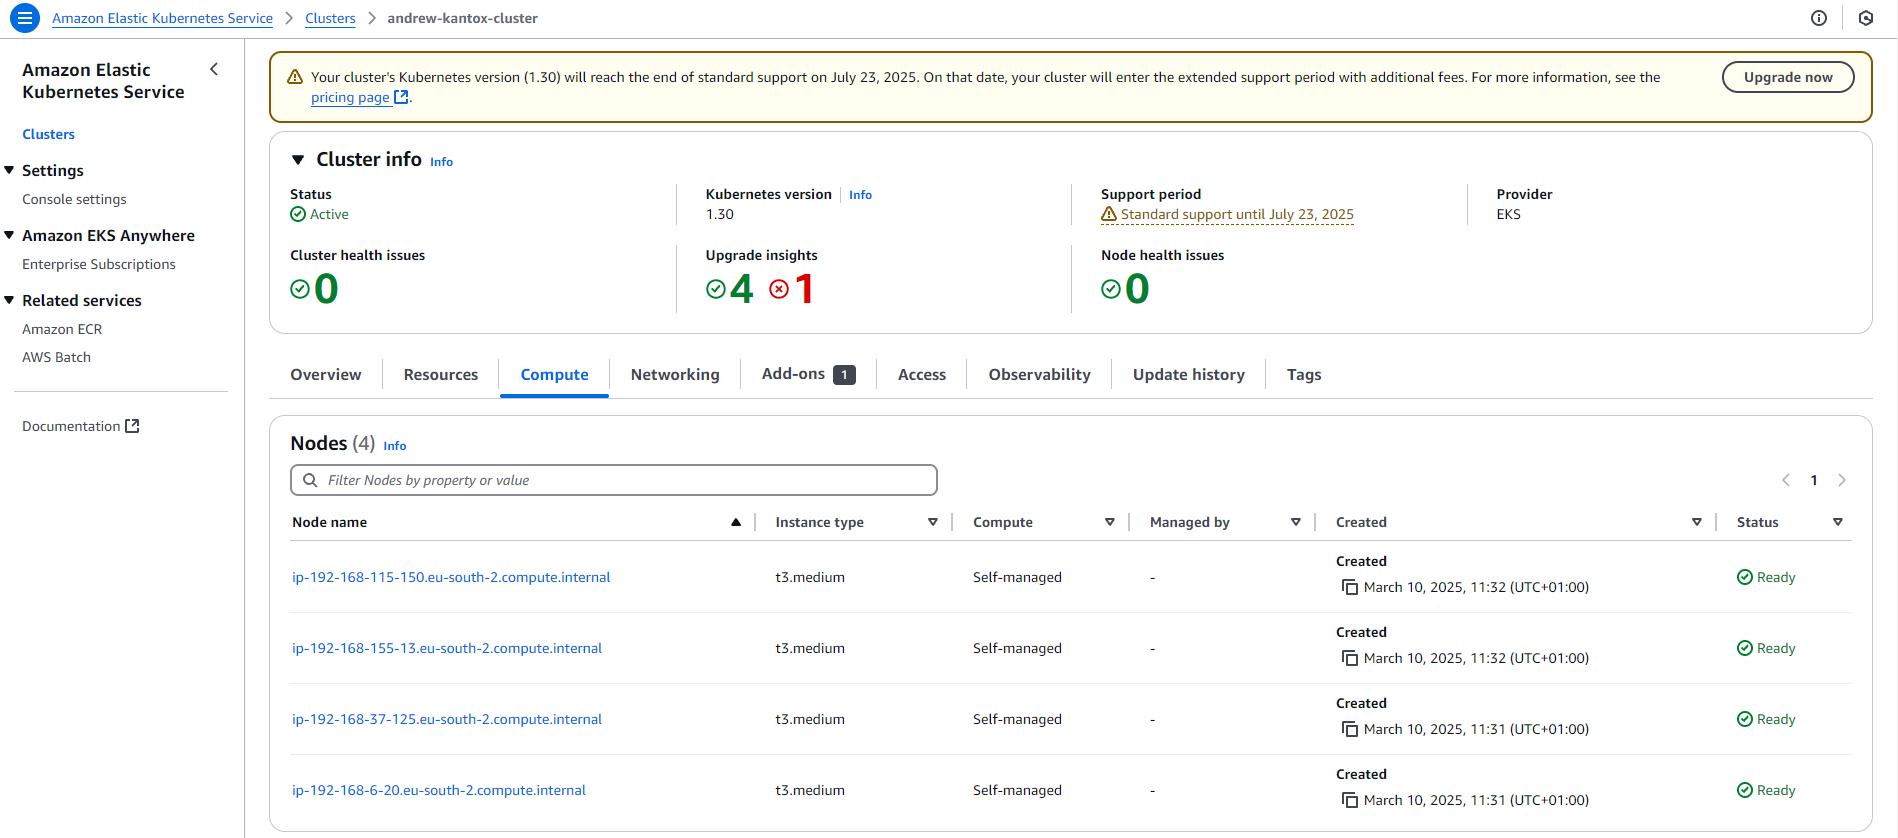 Amazon Elastic Kubernetes Service
Clusters
andrew-kantox-cluster
Amazon Elastic
Kubernetes Service
Clusters
Settings
Console settings
Amazon EKS Anywhere
Enterprise Subscriptions
Related services
Amazon ECR
AWS Batch
Documentation
Your cluster's Kubernetes version (1.30) will reach the end of standard support on July 23, 2025. On that date, your cluster will enter the extended support period with additional fees. For more information, see the
pricing page.
Upgrade now
Cluster info Info
Status
Active
Kubernetes version Info
1.30
Support period
Standard support until July 23, 2025
Provider
EKS
Cluster health issues
0
Upgrade insights
4 1
Node health issues
0
Overview Resources Compute Networking Add-ons 1 Access Observability Update history Tags
Nodes (4) Info
Filter Nodes by property or value
1
Node name Instance type Compute Managed by Created Status
Created
ip-192-168-115-150.eu-south-2.compute.internal t3.medium Self-managed - March 10, 2025, 11:32 (UTC+01:00) Ready
Created
ip-192-168-155-13.eu-south-2.compute.internal t3.medium Self-managed - March 10, 2025, 11:32 (UTC+01:00) Ready
Created
ip-192-168-37-125.eu-south-2.compute.internal t3.medium Self-managed - March 10, 2025, 11:31 (UTC+01:00) Ready
Created
ip-192-168-6-20.eu-south-2.compute.internal t3.medium Self-managed - March 10, 2025, 11:31 (UTC+01:00) Ready